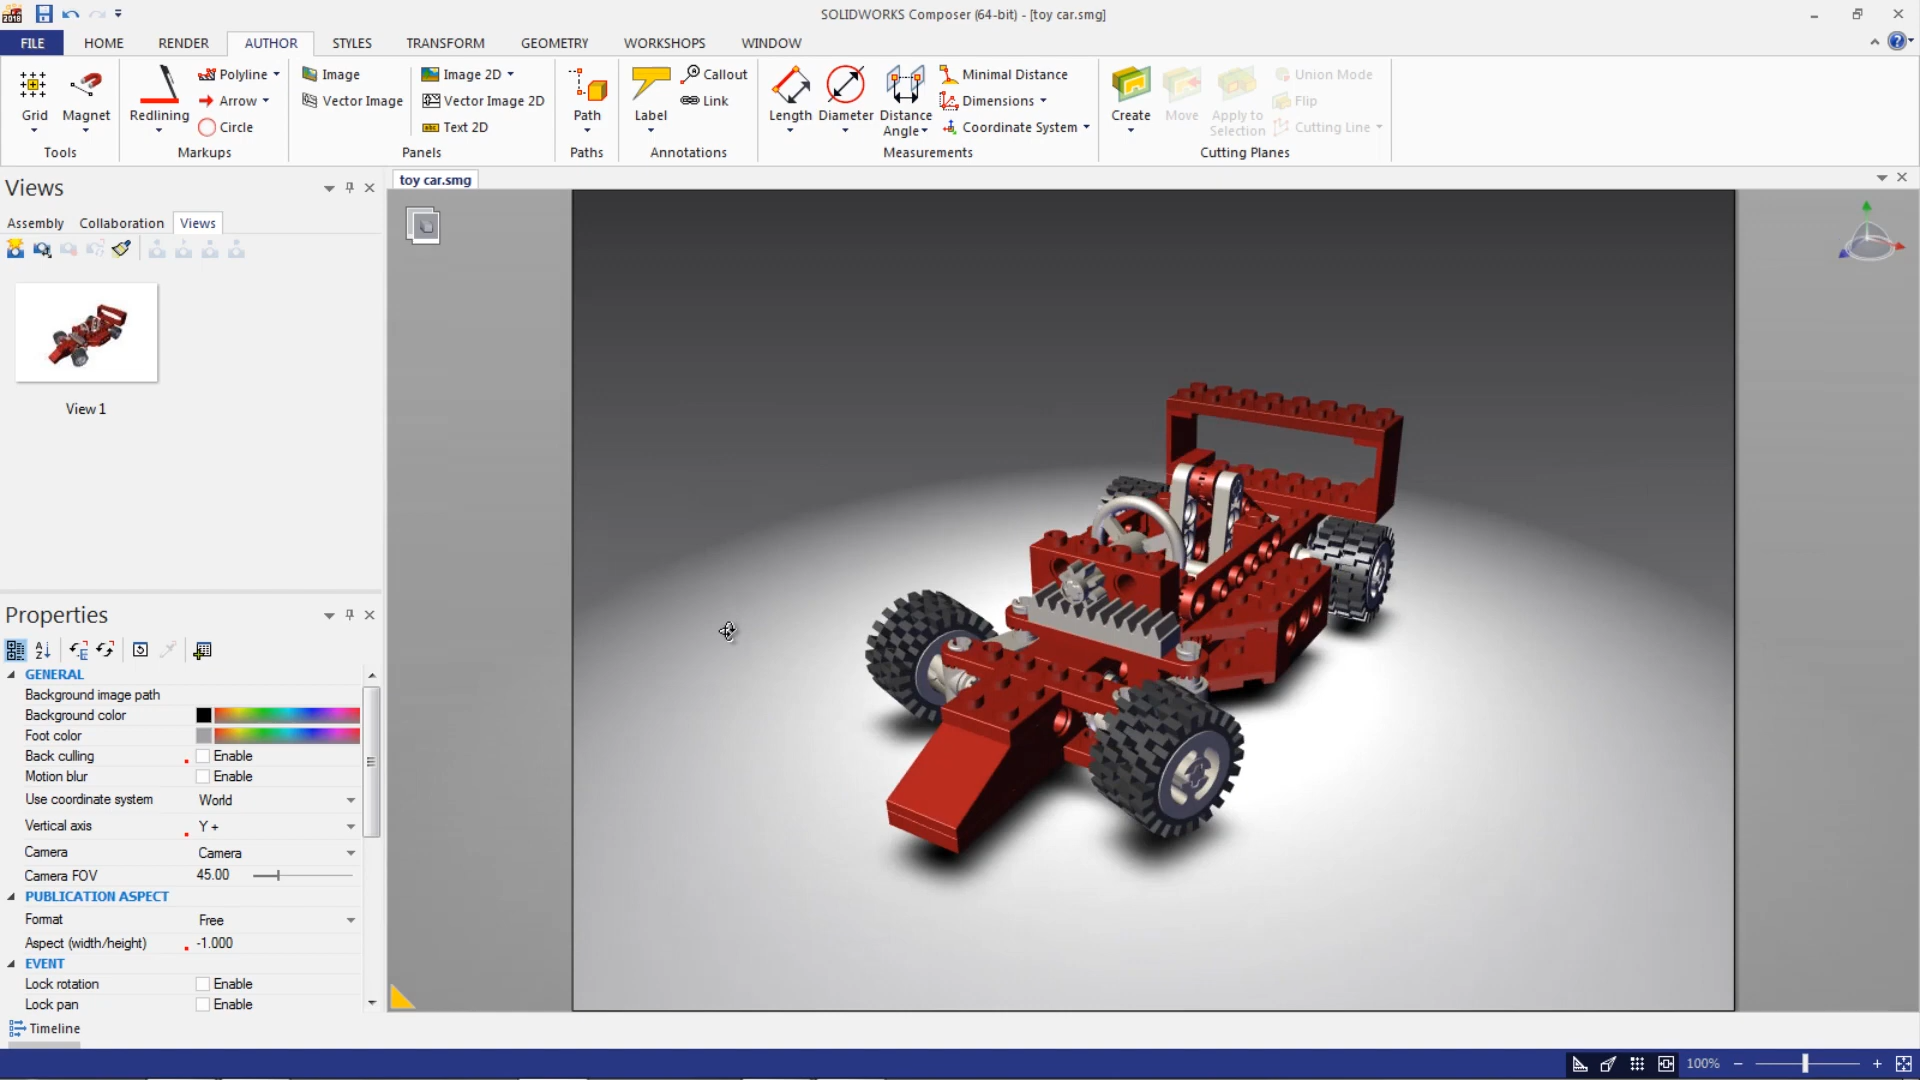 SOLIDWORKS Composer (64-bit) - [toy car.smg]
FILE HOME RENDER AUTHOR STYLES TRANSFORM GEOMETRY WORKSHOPS WINDOW
Polyline Image Image 2D Callout Minimal Distance Union Mode
Arrow Vector Image Vector Image 2D Link Dimensions Flip
Grid Magnet Redlining Path Label Length Diameter Distance Angle Create Move Apply to Selection
Circle Text 2D Coordinate System Cutting Line
Tools Markups Panels Paths Annotations Measurements Cutting Planes
Views
toy car.smg
Assembly Collaboration Views
View 1
Properties
GENERAL
Background image path
Background color
Foot color
Back culling Enable
Motion blur Enable
Use coordinate system World
Vertical axis Y +
Camera Camera
Camera FOV 45.00
PUBLICATION ASPECT
Format Free
Aspect (width/height) -1.000
EVENT
Lock rotation Enable
Lock pan Enable
Timeline
100%